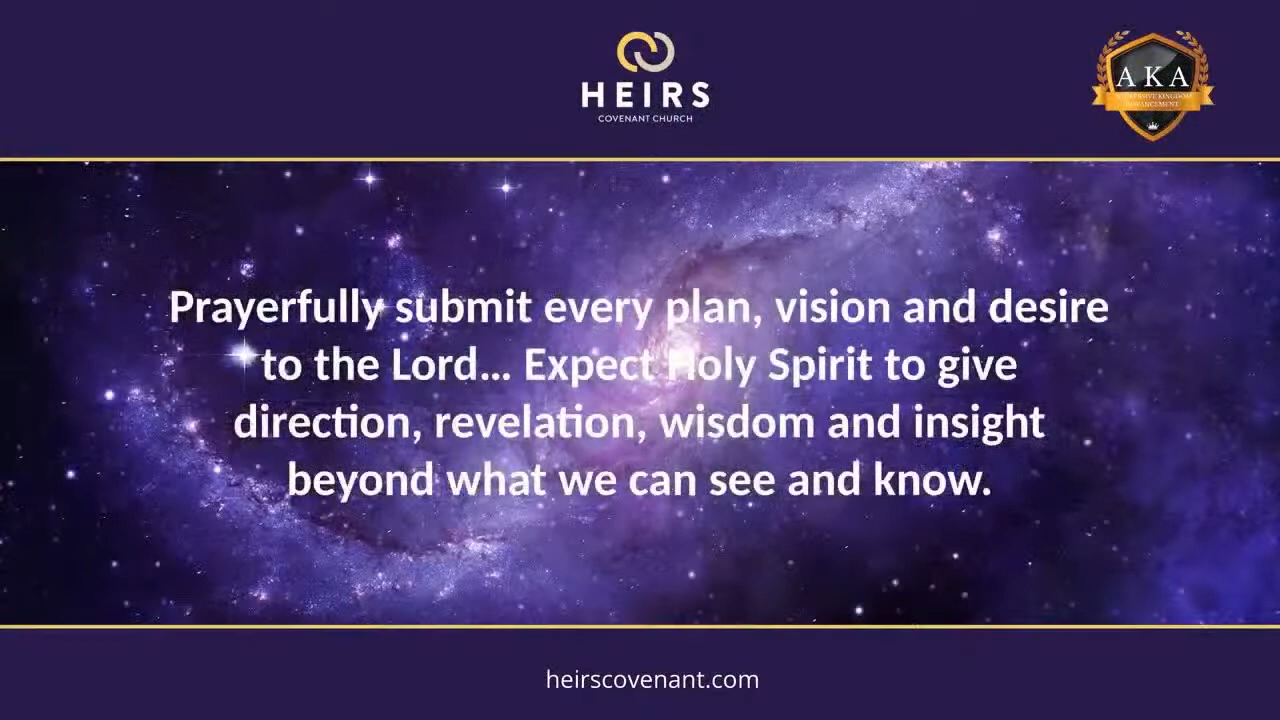 HEIRS
COVENANT CHURCH
AKA
KINGDOM
Prayerfully submit every plan, vision and desire
to the Lord... Expect Holy Spirit to give
direction, revelation, wisdom and insight
beyond what we can see and know.
heirscovenant.com